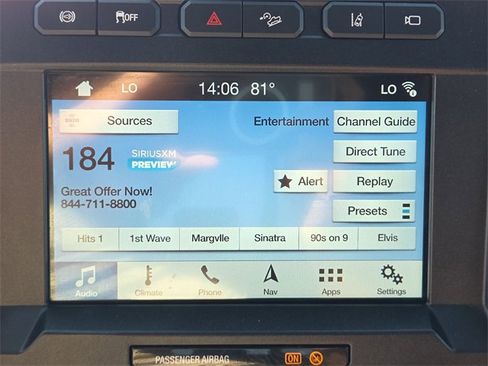 OFF
LO 14:06 81° LO
Sources Entertainment Channel Guide
184 SIRIUSXM Direct Tune
PREVIEW
Alert Replay
Great Offer Now!
844-711-8800
Presets
Hits 1 1st Wave Margvlle Sinatra 90s on 9 Elvis
Audio Climate Phone Nav Apps Settings
PASSENGER AIRBAG ON